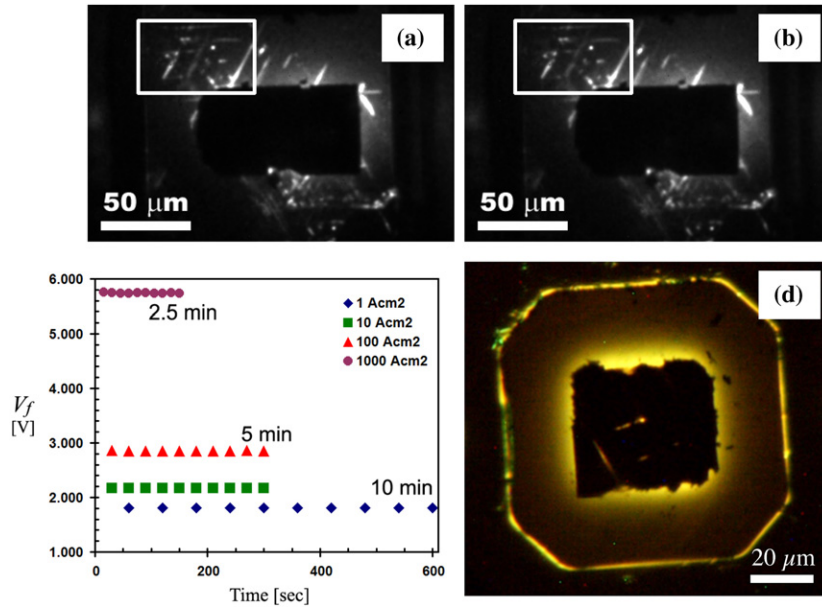 (a)
50 μm
(b)
50 μm
6.000
5.000
4.000
3.000
2.000
1.000
Vf
[V]
2.5 min
5 min
10 min
1 Acm2
10 Acm2
100 Acm2
1000 Acm2
0 200 400 600
Time [sec]
(d)
20 μm